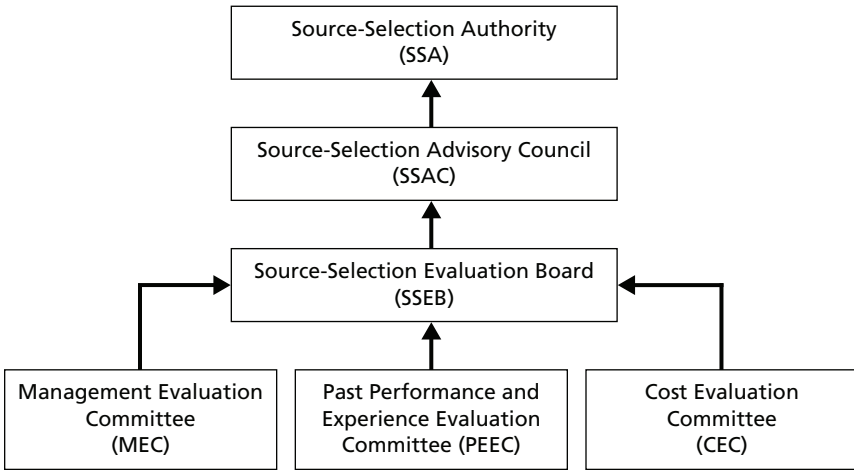 Source-Selection Authority
(SSA)
Source-Selection Advisory Council
(SSAC)
Source-Selection Evaluation Board
(SSEB)
Management Evaluation
Committee
(MEC)
Past Performance and
Experience Evaluation
Committee (PEEC)
Cost Evaluation
Committee
(CEC)